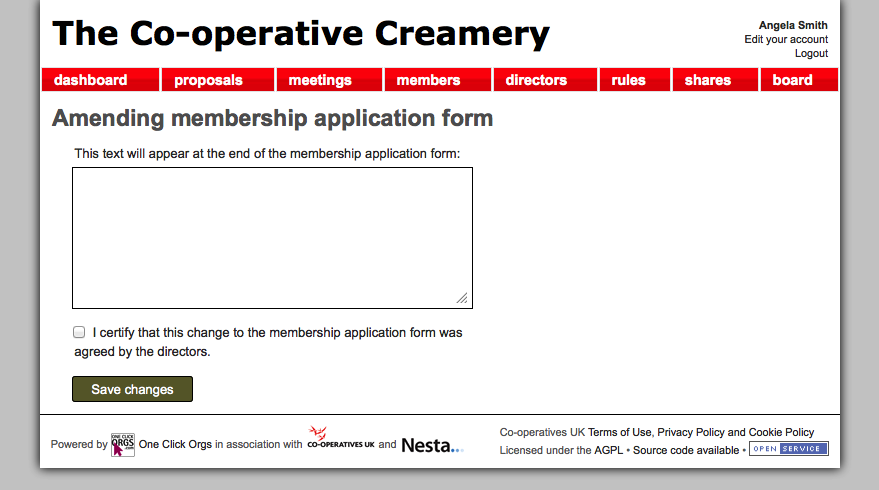 The Co-operative Creamery
Angela Smith
Edit your account
Logout
dashboard proposals meetings members directors rules shares board
Amending membership application form
This text will appear at the end of the membership application form:
I certify that this change to the membership application form was
agreed by the directors.
Save changes
Powered by ONE CLICK ORGS .com One Click Orgs in association with CO-OPERATIVES UK and Nesta...
Co-operatives UK Terms of Use, Privacy Policy and Cookie Policy
Licensed under the AGPL • Source code available • OPEN SERVICE